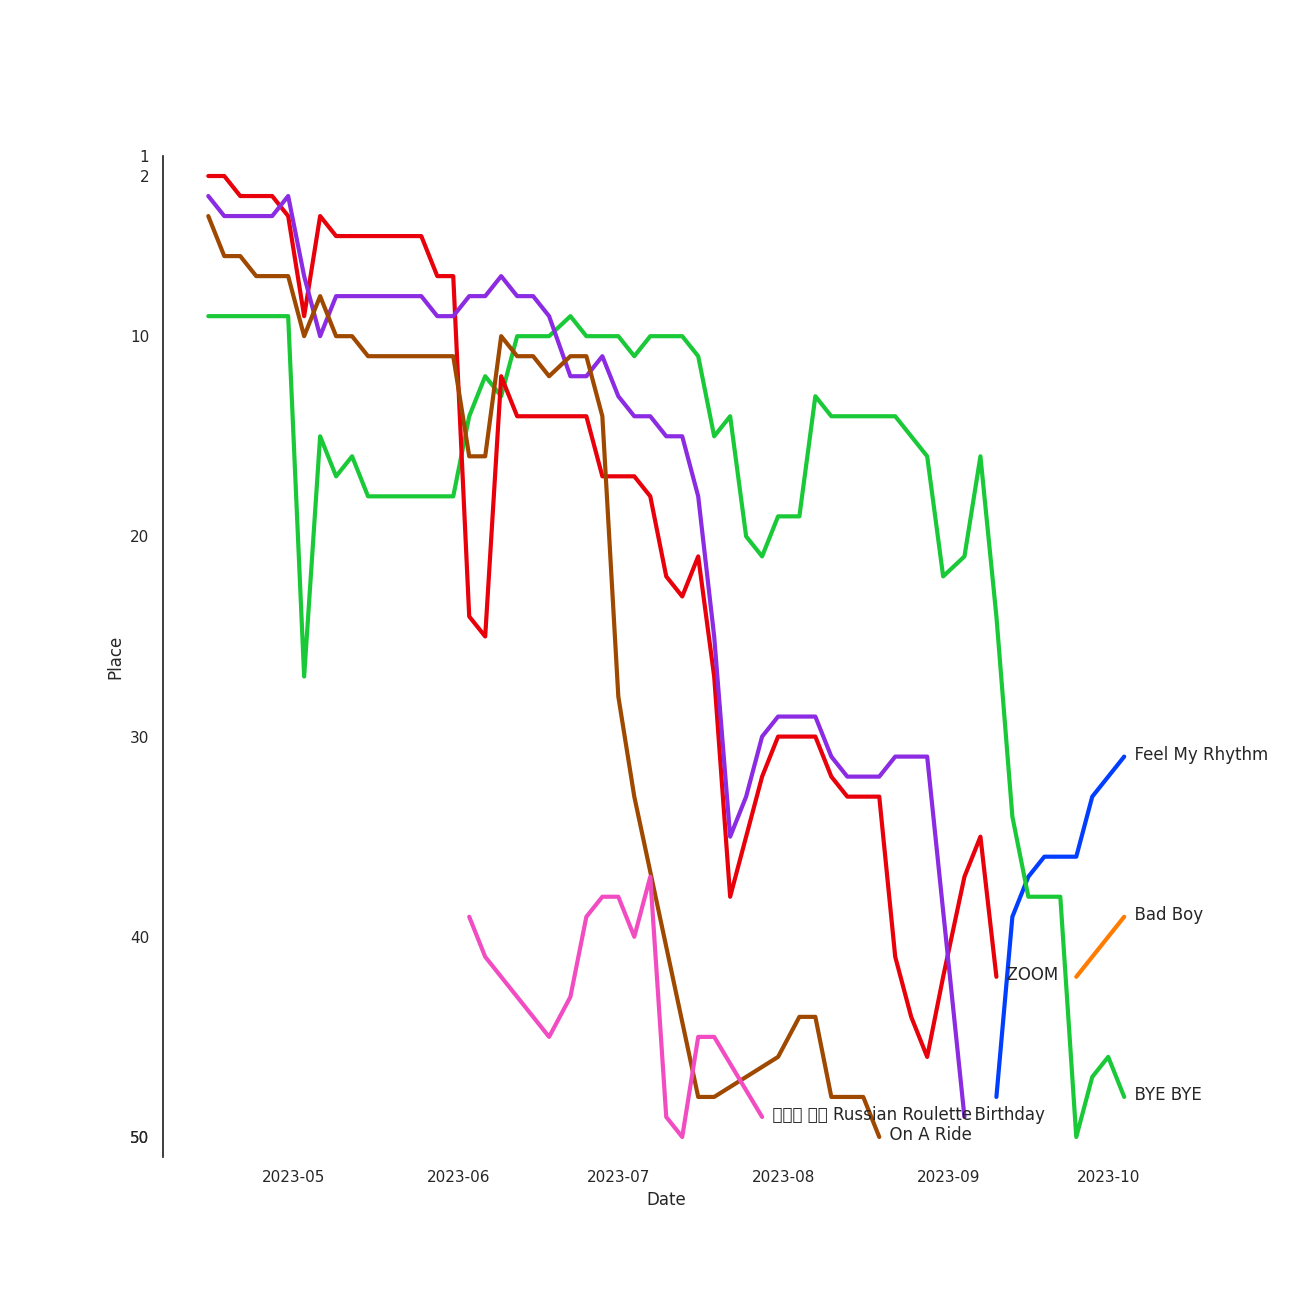 1
2
10
20
30
40
50
Place
2023-05
2023-06
2023-07
2023-08
2023-09
2023-10
Date
Feel My Rhythm
Bad Boy
ZOOM
BYE BYE
Russian Roulette
Birthday
On A Ride